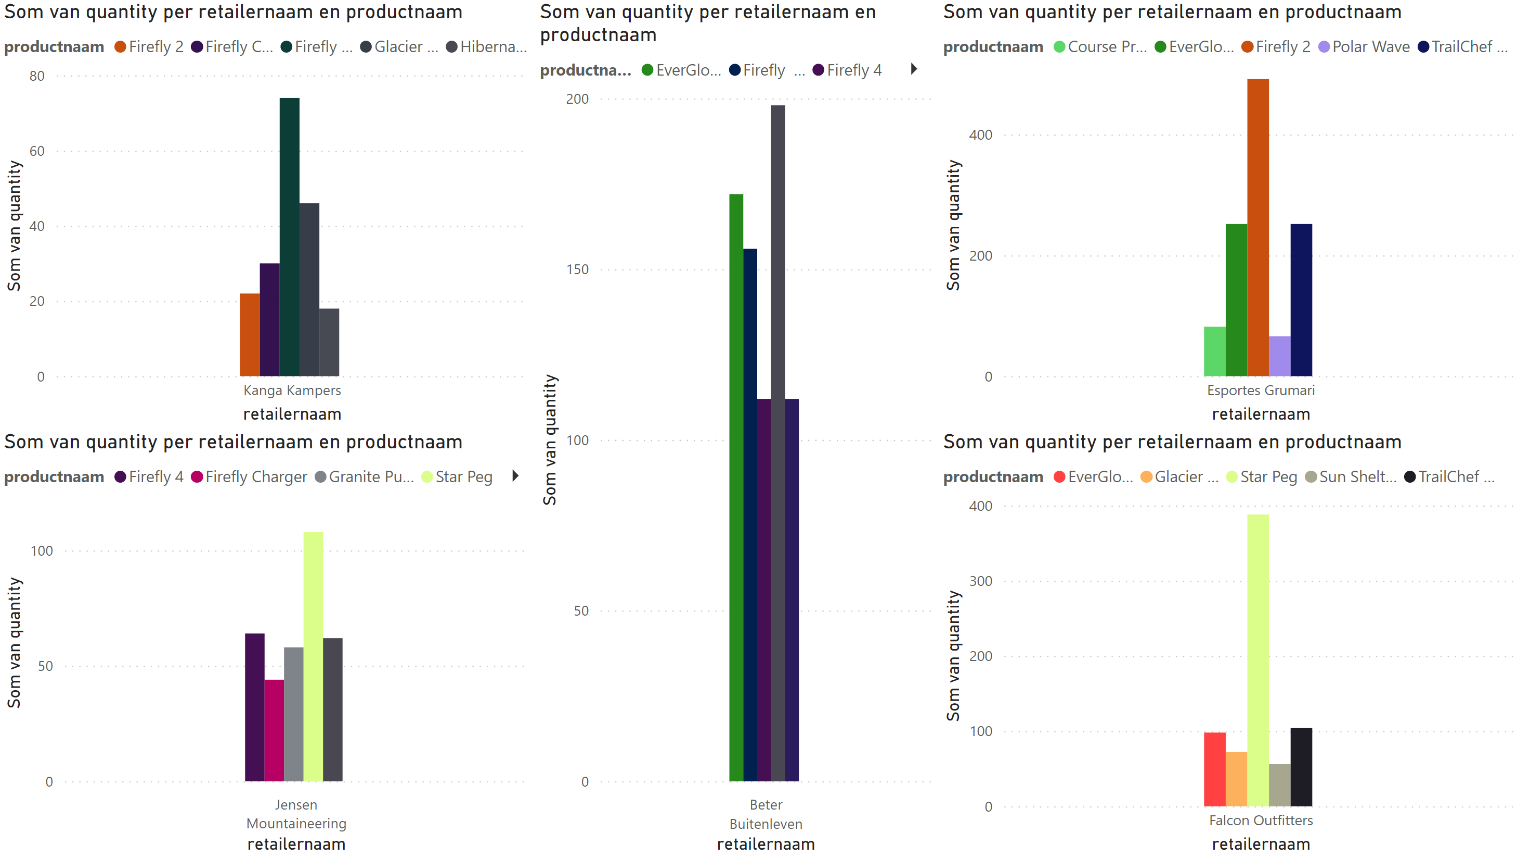 Som van quantity per retailernaam en productnaam
productnaam Firefly 2 Firefly C... Firefly ... Glacier ... Hiberna...
80
60
40
20
0
Som van quantity
Kanga Kampers
retailernaam
Som van quantity per retailernaam en productnaam
productnaam Firefly 4 Firefly Charger Granite Pu... Star Peg
100
50
0
Som van quantity
Jensen
Mountaineering
retailernaam
Som van quantity per retailernaam en
productnaam
productna... EverGlo... Firefly ... Firefly 4
200
150
100
50
0
Som van quantity
Beter
Buitenleven
retailernaam
Som van quantity per retailernaam en productnaam
productnaam Course Pr... EverGlo... Firefly 2 Polar Wave TrailChef ...
400
200
0
Som van quantity
Esportes Grumari
retailernaam
Som van quantity per retailernaam en productnaam
productnaam EverGlo... Glacier ... Star Peg Sun Shelt... TrailChef ...
400
300
200
100
0
Som van quantity
Falcon Outfitters
retailernaam